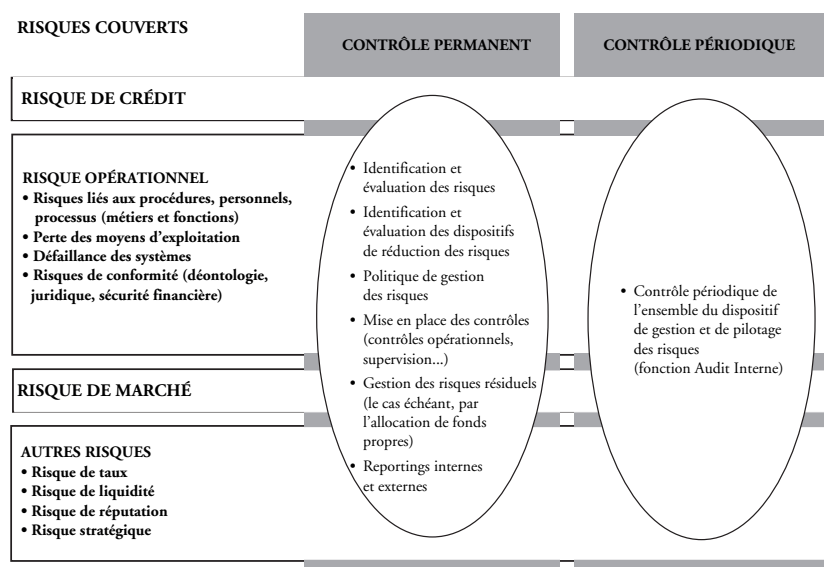 RISQUES COUVERTS
CONTRÔLE PERMANENT
CONTRÔLE PÉRIODIQUE
RISQUE DE CRÉDIT
RISQUE OPÉRATIONNEL
• Risques liés aux procédures, personnels,
processus (métiers et fonctions)
• Perte des moyens d'exploitation
• Défaillance des systèmes
• Risques de conformité (déontologie,
juridique, sécurité financière)
RISQUE DE MARCHÉ
AUTRES RISQUES
• Risque de taux
• Risque de liquidité
• Risque de réputation
• Risque stratégique
• Identification et
évaluation des risques
• Identification et
évaluation des dispositifs
de réduction des risques
• Politique de gestion
des risques
• Mise en place des contrôles
(contrôles opérationnels,
supervision...)
• Gestion des risques résiduels
(le cas échéant, par
l'allocation de fonds
propres)
• Reportings internes
et externes
• Contrôle périodique de
l'ensemble du dispositif
de gestion et de pilotage
des risques
(fonction Audit Interne)